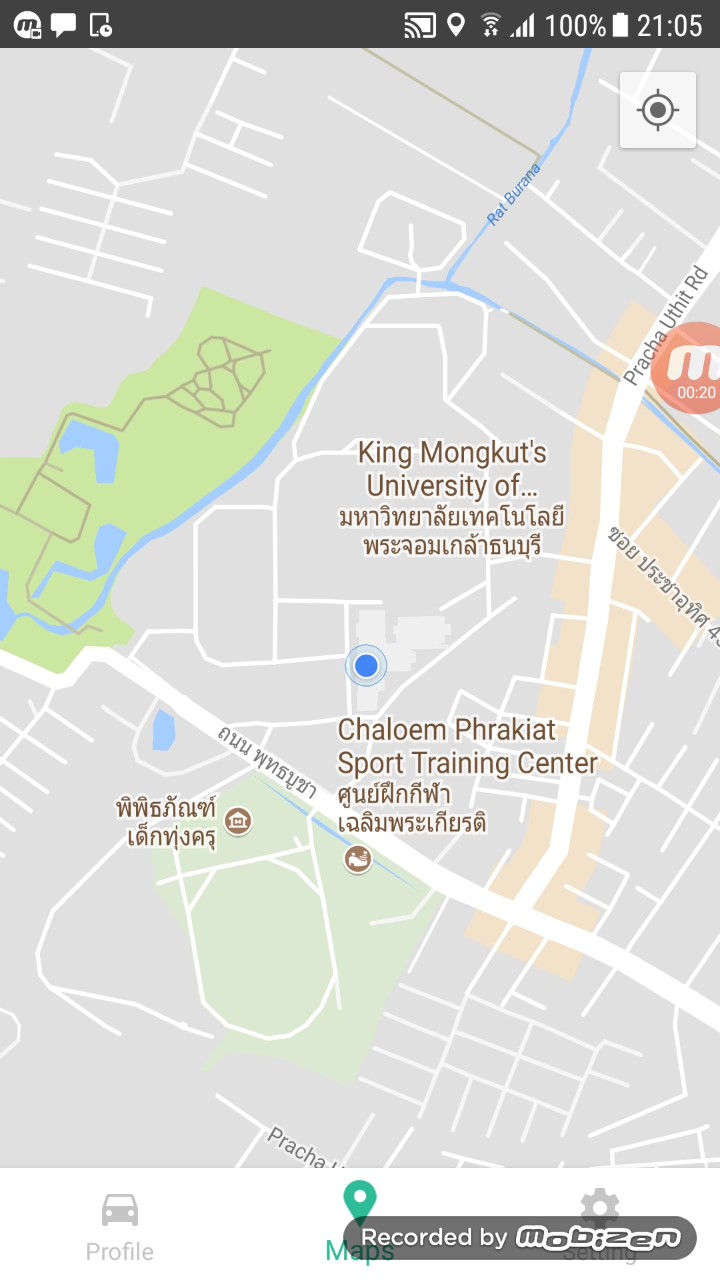 100% 21:05
Rat Burana
Pracha Uthit Rd
00:20
King Mongkut's
University of...
มหาวิทยาลัยเทคโนโลยี
พระจอมเกล้าธนบุรี
ซอย ประชาอุทิศ 45
ถนน พุทธบูชา
Chaloem Phrakiat
Sport Training Center
ศูนย์ฝึกกีฬา
เฉลิมพระเกียรติ
พิพิธภัณฑ์
เด็กทุ่งครุ
Pracha U
Recorded by Mobizen
Profile
Maps
Setting